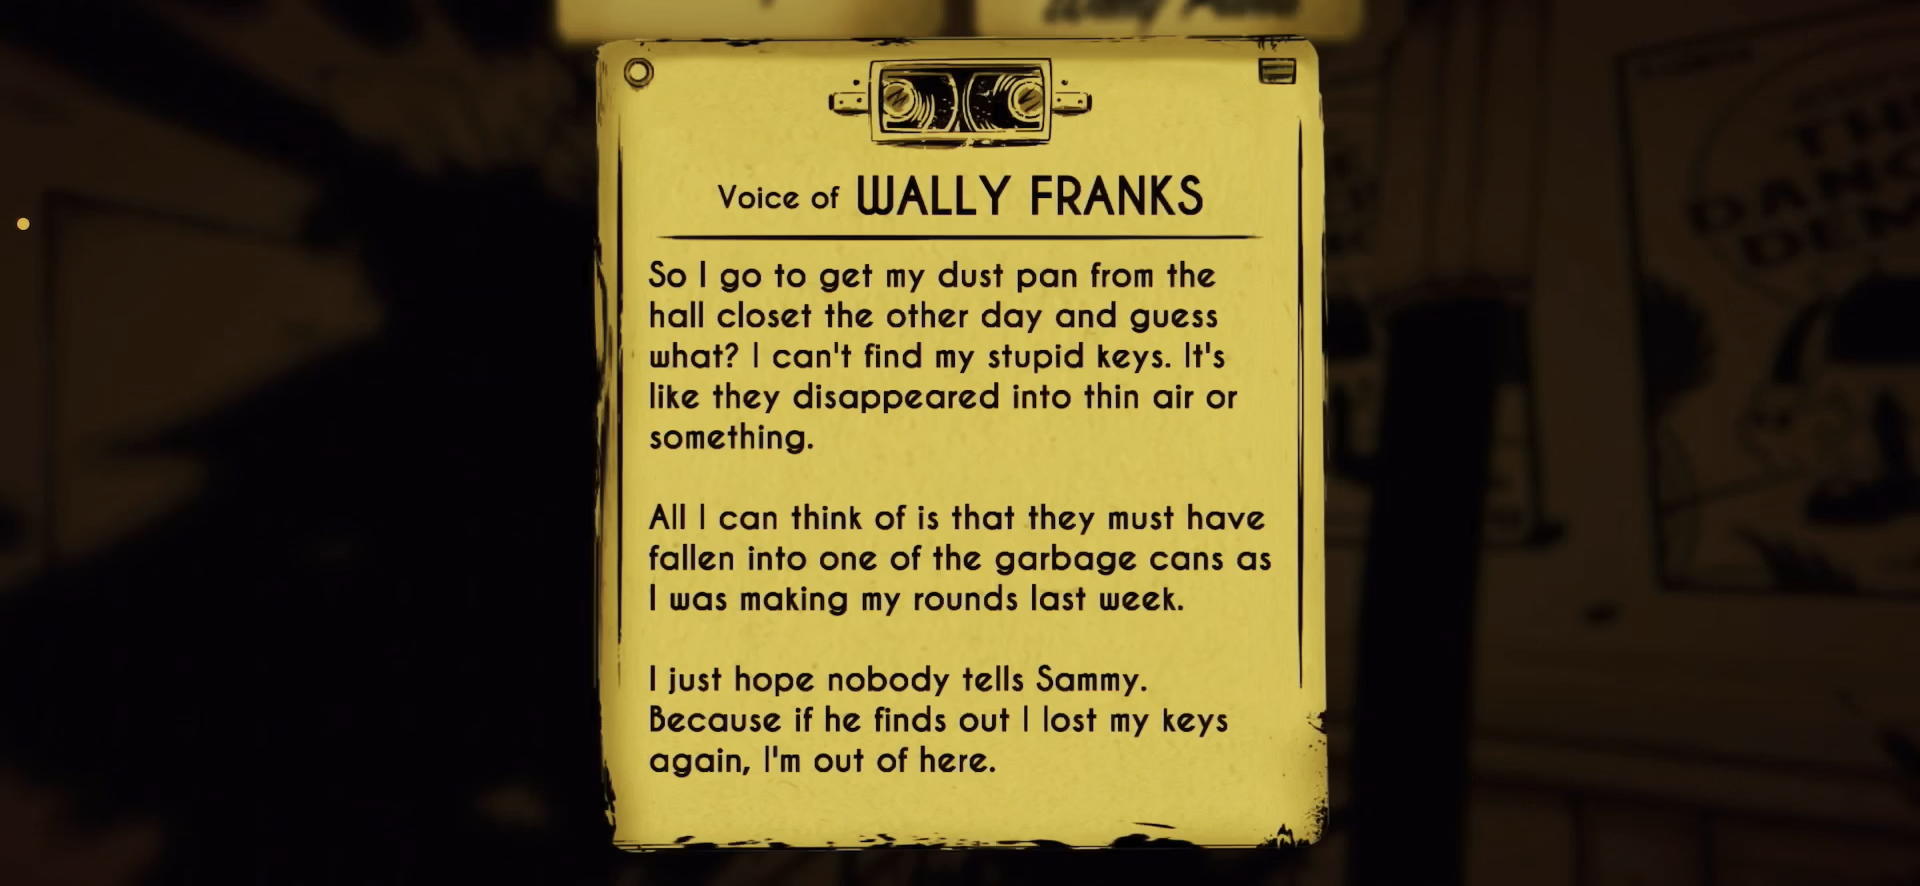 Voice of WALLY FRANKS
So I go to get my dust pan from the
hall closet the other day and guess
what? I can't find my stupid keys. It's
like they disappeared into thin air or
something.
All I can think of is that they must have
fallen into one of the garbage cans as
I was making my rounds last week.
I just hope nobody tells Sammy.
Because if he finds out I lost my keys
again, I'm out of here.